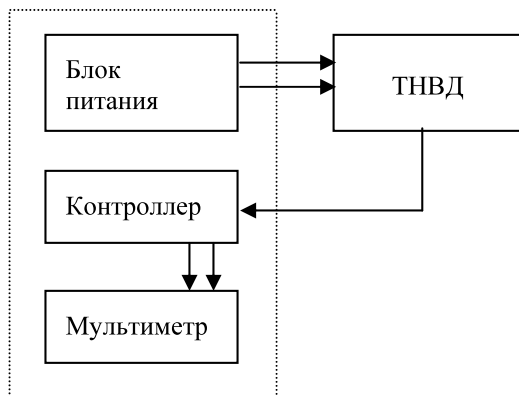 Блок
питания
ТНВД
Контроллер
Мультиметр